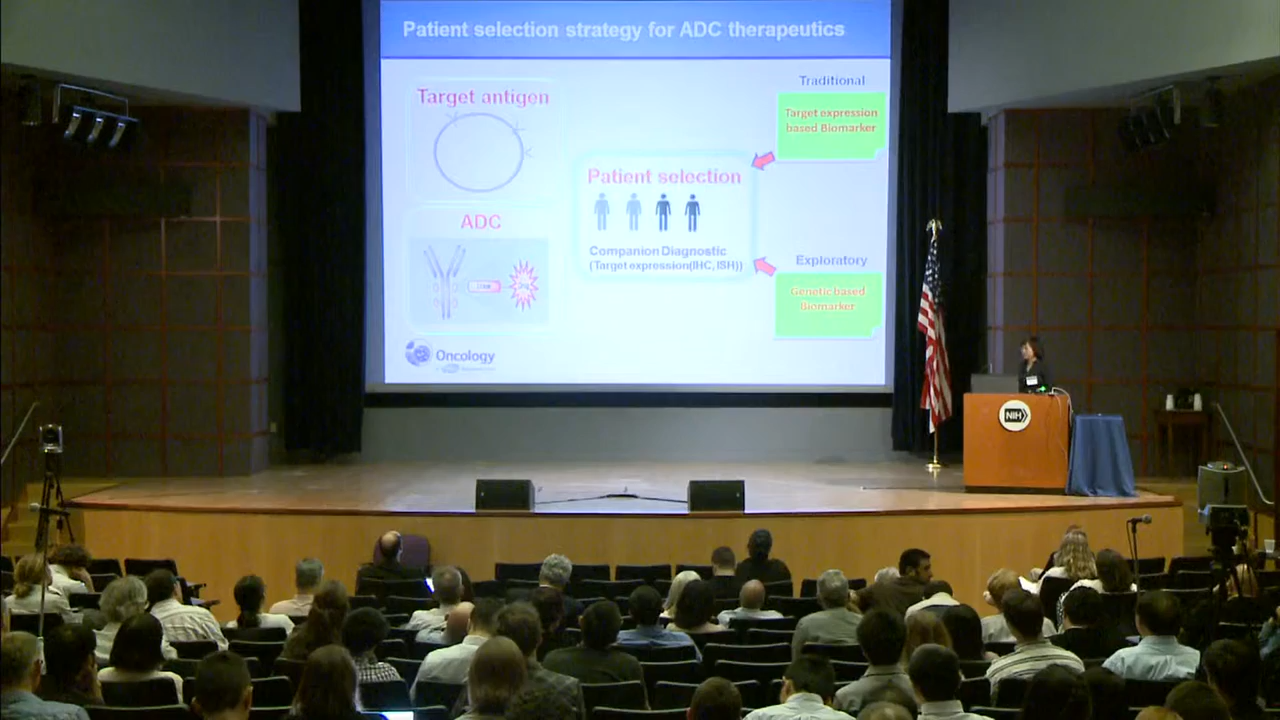 Patient selection strategy for ADC therapeutics
Target antigen
ADC
Patient selection
Companion Diagnostic
(Target expression(IHC, ISH))
Traditional
Target expression
based Biomarker
Exploratory
Genetic based
Biomarker
Oncology
NIH